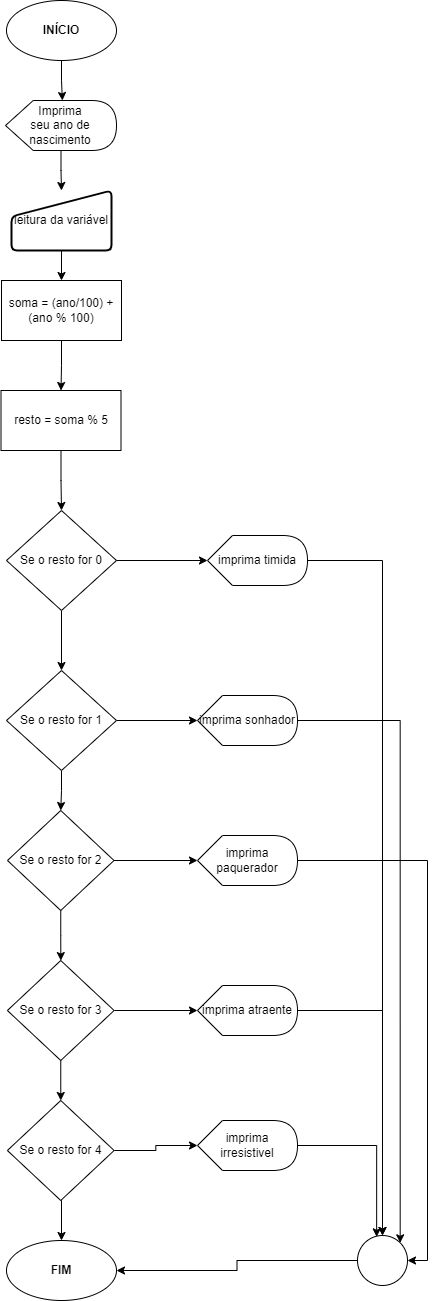 INÍCIO
Imprima
seu ano de
nascimento
leitura da variável
soma = (ano/100) +
(ano % 100)
resto = soma % 5
Se o resto for 0
imprima timida
Se o resto for 1
imprima sonhador
Se o resto for 2
imprima
paquerador
Se o resto for 3
imprima atraente
Se o resto for 4
imprima
irresistivel
FIM